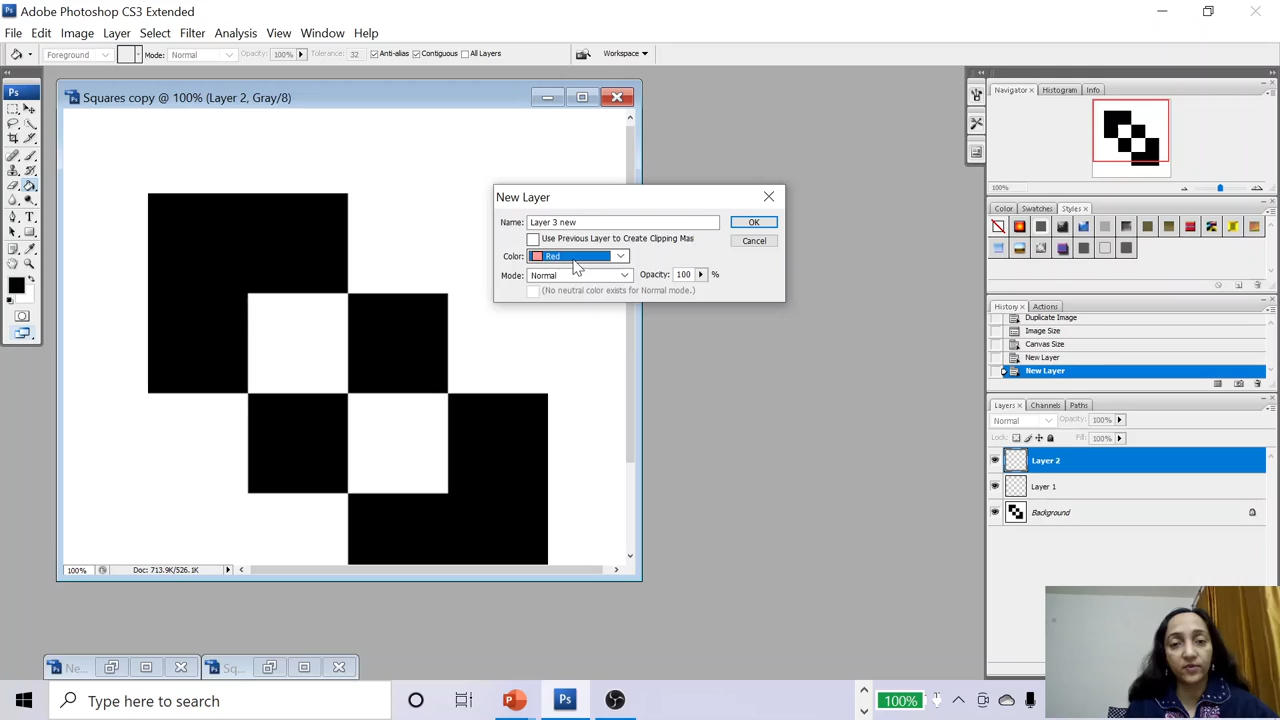 Ps Adobe Photoshop CS3 Extended
File Edit Image Layer Select Filter Analysis View Window Help
Foreground Mode: Normal Opacity: 100% Tolerance: 32 Anti-alias Contiguous All Layers Workspace
Ps
Squares copy @ 100% (Layer 2, Gray/8)
New Layer
Name: Layer 3 new OK
Use Previous Layer to Create Clipping Mas
Cancel
Color: Red
Mode: Normal Opacity: 100 %
(No neutral color exists for Normal mode.)
100% Doc: 713.9K/526.1K
Navigator × Histogram Info
100%
Color Swatches Styles ×
History × Actions
Duplicate Image
Image Size
Canvas Size
New Layer
New Layer
Layers × Channels Paths
Normal Opacity: 100%
Lock: Fill: 100%
Layer 2
Layer 1
Background
Ne... Sq...
Type here to search
P Ps 100%